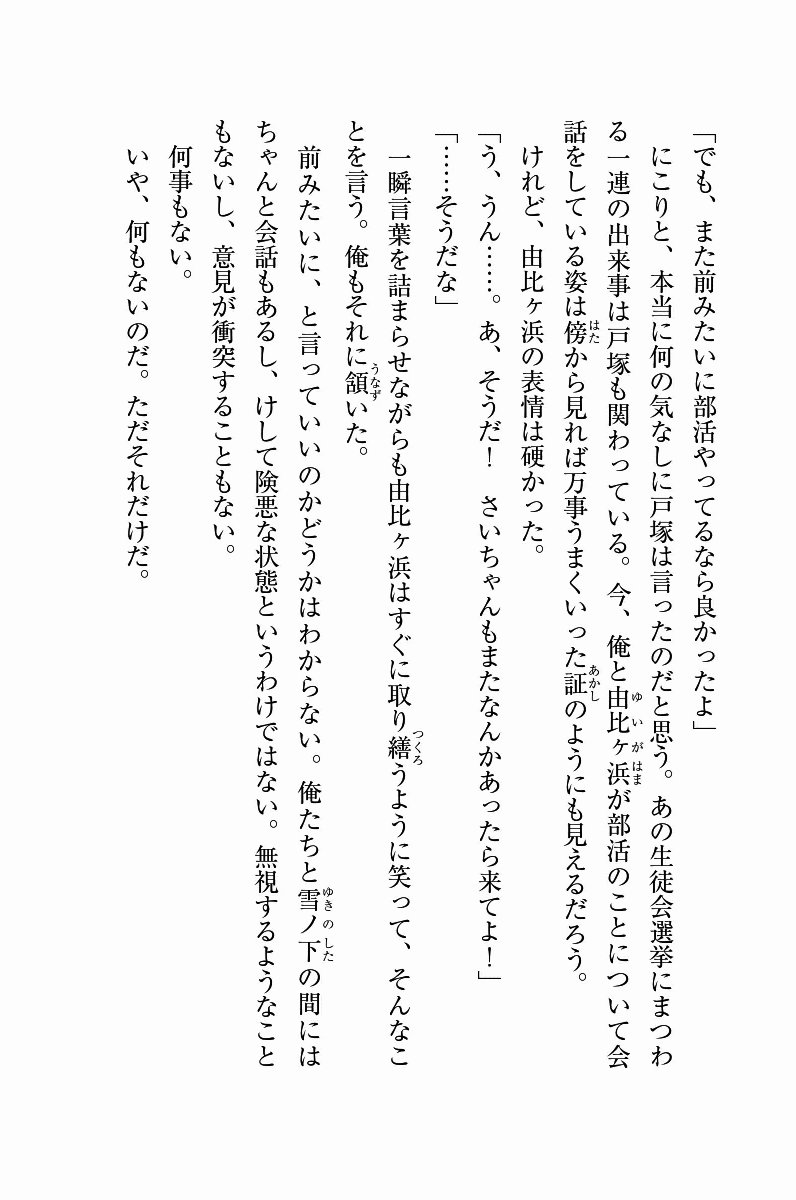 「でも、また前みたいに部活やってるなら良かったよ」
にこりと、本当に何の気なしに戸塚は言ったのだと思う。あの生徒会選挙にまつわ
る一連の出来事は戸塚も関わっている。今、俺と由比ヶ浜が部活のことについて会
話をしている姿は傍から見れば万事うまくいった証のようにも見えるだろう。
けれど、由比ヶ浜の表情は硬かった。
「う、うん……。あ、そうだ！　さいちゃんもまたなんかあったら来てよ！」
「……そうだな」
一瞬言葉を詰まらせながらも由比ヶ浜はすぐに取り繕うように笑って、そんなこ
とを言う。俺もそれに頷いた。
前みたいに、と言っていいのかどうかはわからない。俺たちと雪ノ下の間には
ちゃんと会話もあるし、けして険悪な状態というわけではない。無視するようなこと
もないし、意見が衝突することもない。
何事もない。
いや、何もないのだ。ただそれだけだ。